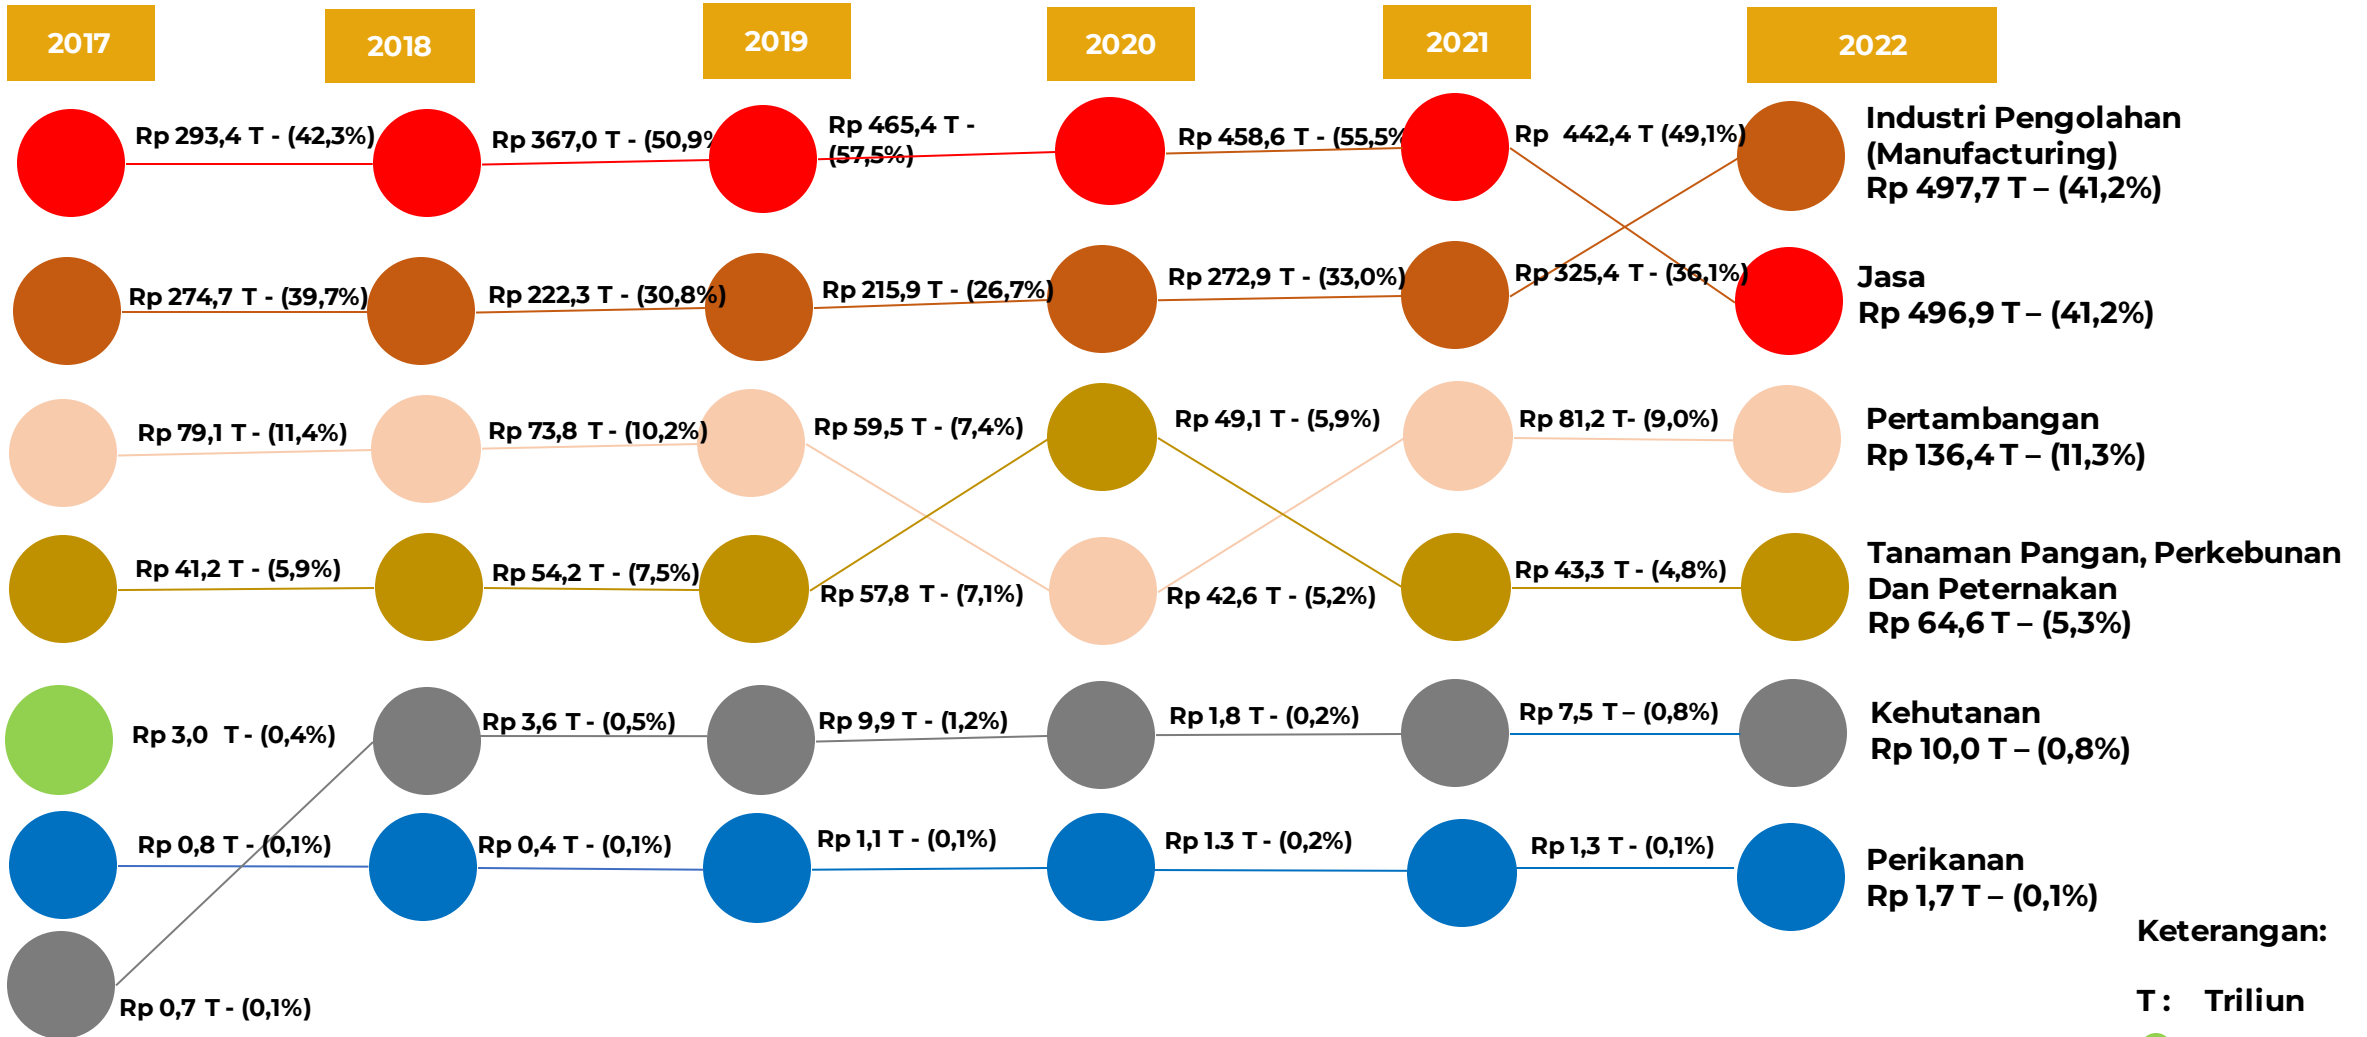 2017
2018
2019
2020
2021
2022
Rp 293,4 T - (42,3%)
Rp 367,0 T - (50,9%
Rp 465,4 T -
(57,5%)
Rp 458,6 T - (55,5%
Rp 442,4 T (49,1%)
Industri Pengolahan
(Manufacturing)
Rp 497,7 T – (41,2%)
Rp 274,7 T - (39,7%)
Rp 222,3 T - (30,8%)
Rp 215,9 T - (26,7%)
Rp 272,9 T - (33,0%)
Rp 325,4 T - (36,1%)
Jasa
Rp 496,9 T – (41,2%)
Rp 79,1 T - (11,4%)
Rp 73,8 T - (10,2%)
Rp 59,5 T - (7,4%)
Rp 49,1 T - (5,9%)
Rp 81,2 T- (9,0%)
Pertambangan
Rp 136,4 T – (11,3%)
Rp 41,2 T - (5,9%)
Rp 54,2 T - (7,5%)
Rp 57,8 T - (7,1%)
Rp 42,6 T - (5,2%)
Rp 43,3 T - (4,8%)
Tanaman Pangan, Perkebunan
Dan Peternakan
Rp 64,6 T – (5,3%)
Rp 3,0 T - (0,4%)
Rp 3,6 T - (0,5%)
Rp 9,9 T - (1,2%)
Rp 1,8 T - (0,2%)
Rp 7,5 T – (0,8%)
Kehutanan
Rp 10,0 T – (0,8%)
Rp 0,8 T - (0,1%)
Rp 0,4 T - (0,1%)
Rp 1,1 T - (0,1%)
Rp 1.3 T - (0,2%)
Rp 1,3 T - (0,1%)
Perikanan
Rp 1,7 T – (0,1%)
Rp 0,7 T - (0,1%)
Keterangan:
T : Triliun